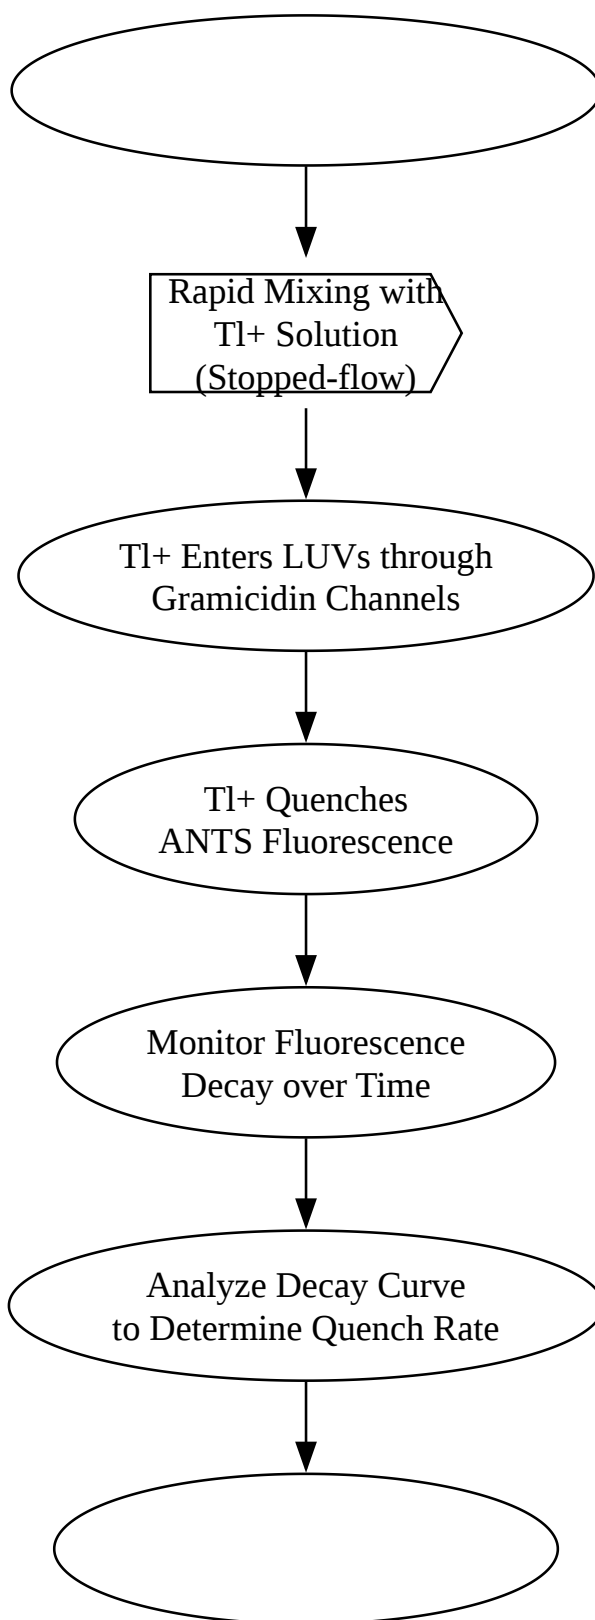 Rapid Mixing with
Tl+ Solution
(Stopped-flow)
Tl+ Enters LUVs through
Gramicidin Channels
Tl+ Quenches
ANTS Fluorescence
Monitor Fluorescence
Decay over Time
Analyze Decay Curve
to Determine Quench Rate